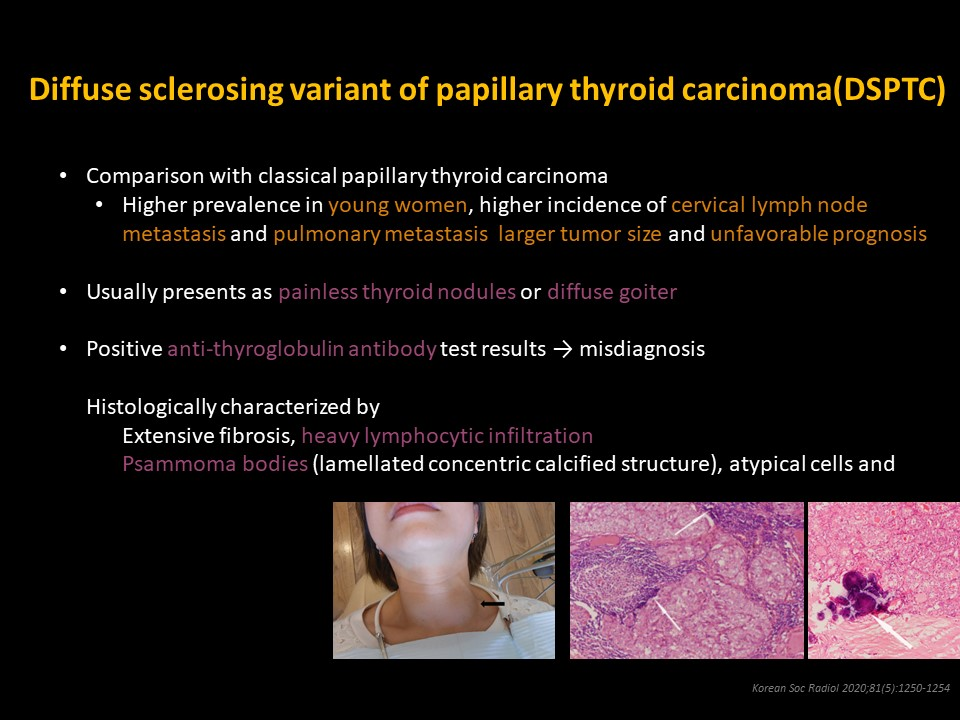 Diffuse sclerosing variant of papillary thyroid carcinoma(DSPTC)
• Comparison with classical papillary thyroid carcinoma
• Higher prevalence in young women, higher incidence of cervical lymph node
metastasis and pulmonary metastasis larger tumor size and unfavorable prognosis
• Usually presents as painless thyroid nodules or diffuse goiter
• Positive anti-thyroglobulin antibody test results → misdiagnosis
Histologically characterized by
Extensive fibrosis, heavy lymphocytic infiltration
Psammoma bodies (lamellated concentric calcified structure), atypical cells and
Korean Soc Radiol 2020;81(5):1250-1254